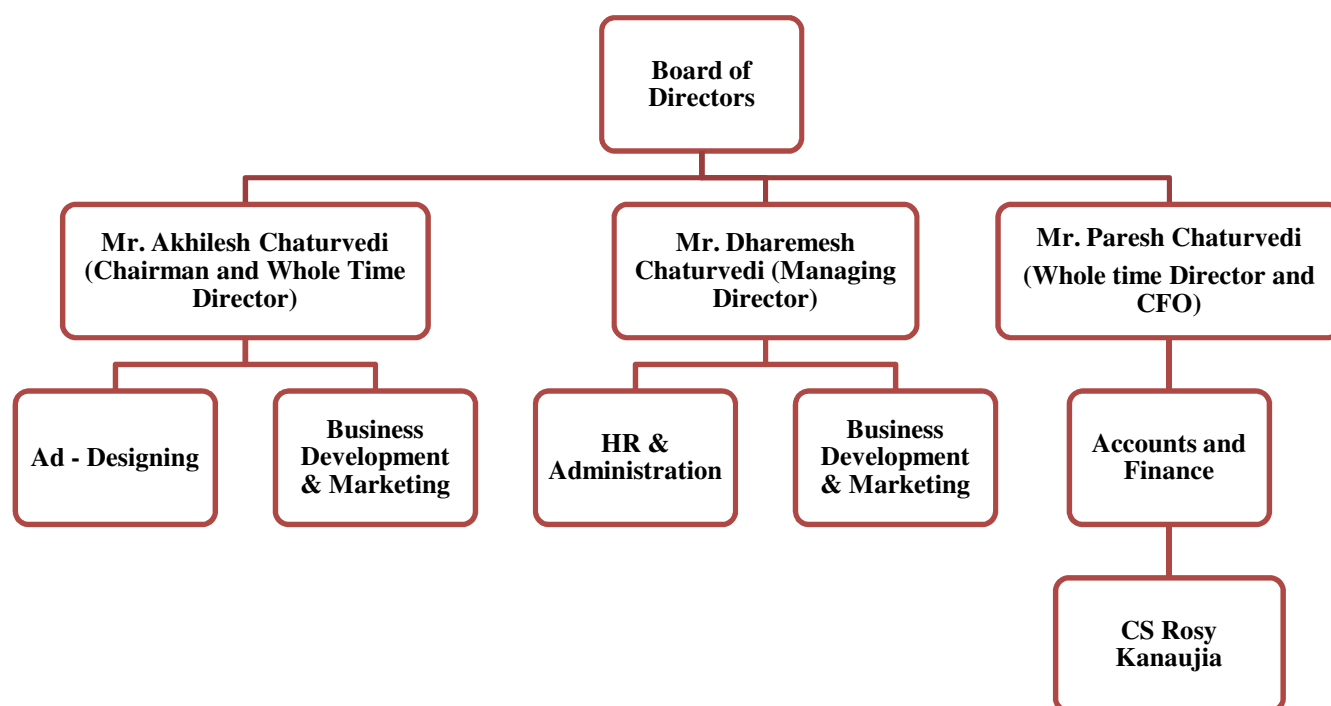 Board of
Directors
Mr. Akhilesh Chaturvedi
(Chairman and Whole Time
Director)
Mr. Dharemesh
Chaturvedi (Managing
Director)
Mr. Paresh Chaturvedi
(Whole time Director and
CFO)
Ad - Designing
Business
Development
& Marketing
HR &
Administration
Business
Development
& Marketing
Accounts and
Finance
CS Rosy
Kanaujia